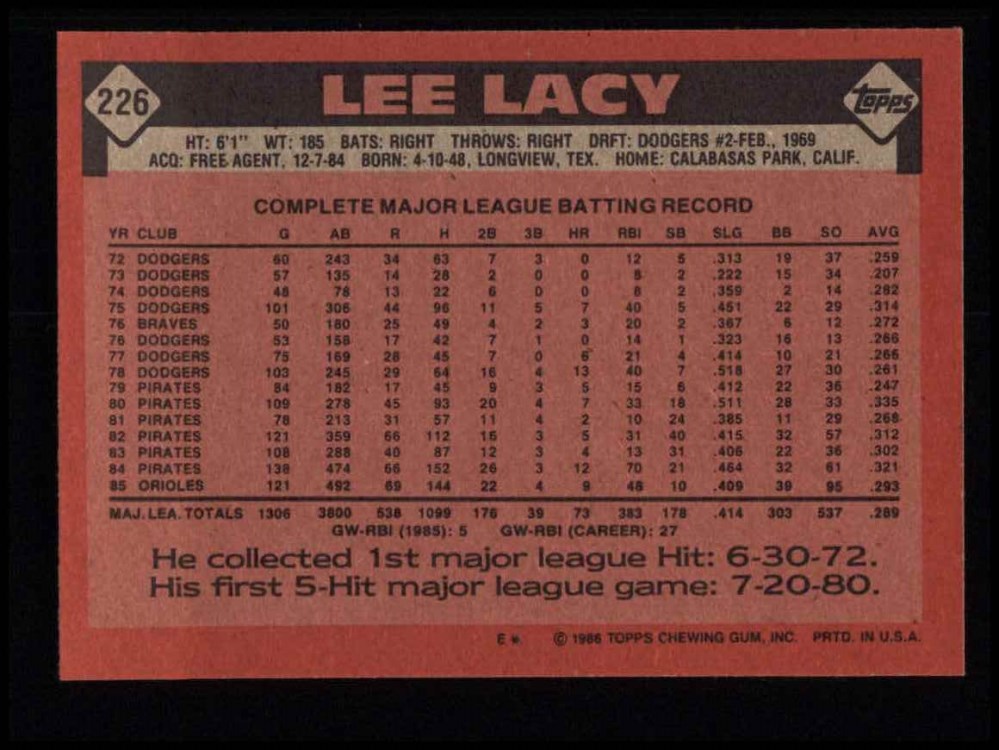 226
LEE LACY
Topps
HT: 6'1" WT: 185 BATS: RIGHT THROWS: RIGHT DRFT: DODGERS #2-FEB., 1969
ACQ: FREE AGENT, 12-7-84 BORN: 4-10-48, LONGVIEW, TEX. HOME: CALABASAS PARK, CALIF.
COMPLETE MAJOR LEAGUE BATTING RECORD
YR CLUB G AB R H 2B 3B HR RBI SB SLG BB SO AVG
72 DODGERS 60 243 34 63 7 3 0 12 5 .313 19 37 .259
73 DODGERS 57 135 14 28 2 0 0 8 2 .222 15 34 .207
74 DODGERS 48 78 13 22 6 0 0 8 2 .359 2 14 .282
75 DODGERS 101 306 44 96 11 5 7 40 5 .451 22 29 .314
76 BRAVES 50 180 25 49 4 2 3 20 2 .367 6 12 .272
76 DODGERS 53 158 17 42 7 1 0 14 1 .323 16 13 .266
77 DODGERS 75 169 28 45 7 0 6 21 4 .414 10 21 .266
78 DODGERS 103 245 29 64 16 4 13 40 7 .518 27 30 .261
79 PIRATES 84 182 17 45 9 3 5 15 6 .412 22 36 .247
80 PIRATES 109 278 45 93 20 4 7 33 18 .511 28 33 .335
81 PIRATES 78 213 31 57 11 4 2 10 24 .385 11 29 .268
82 PIRATES 121 359 66 112 16 3 5 31 40 .415 32 57 .312
83 PIRATES 108 288 40 87 12 3 4 13 31 .406 22 36 .302
84 PIRATES 138 474 66 152 26 3 12 70 21 .464 32 61 .321
85 ORIOLES 121 492 69 144 22 4 9 48 10 .409 39 95 .293
MAJ. LEA. TOTALS 1306 3800 538 1099 176 39 73 383 178 .414 303 537 .289
GW-RBI (1985): 5 GW-RBI (CAREER): 27
He collected 1st major league Hit: 6-30-72.
His first 5-Hit major league game: 7-20-80.
E * © 1986 TOPPS CHEWING GUM, INC. PRTD. IN U.S.A.